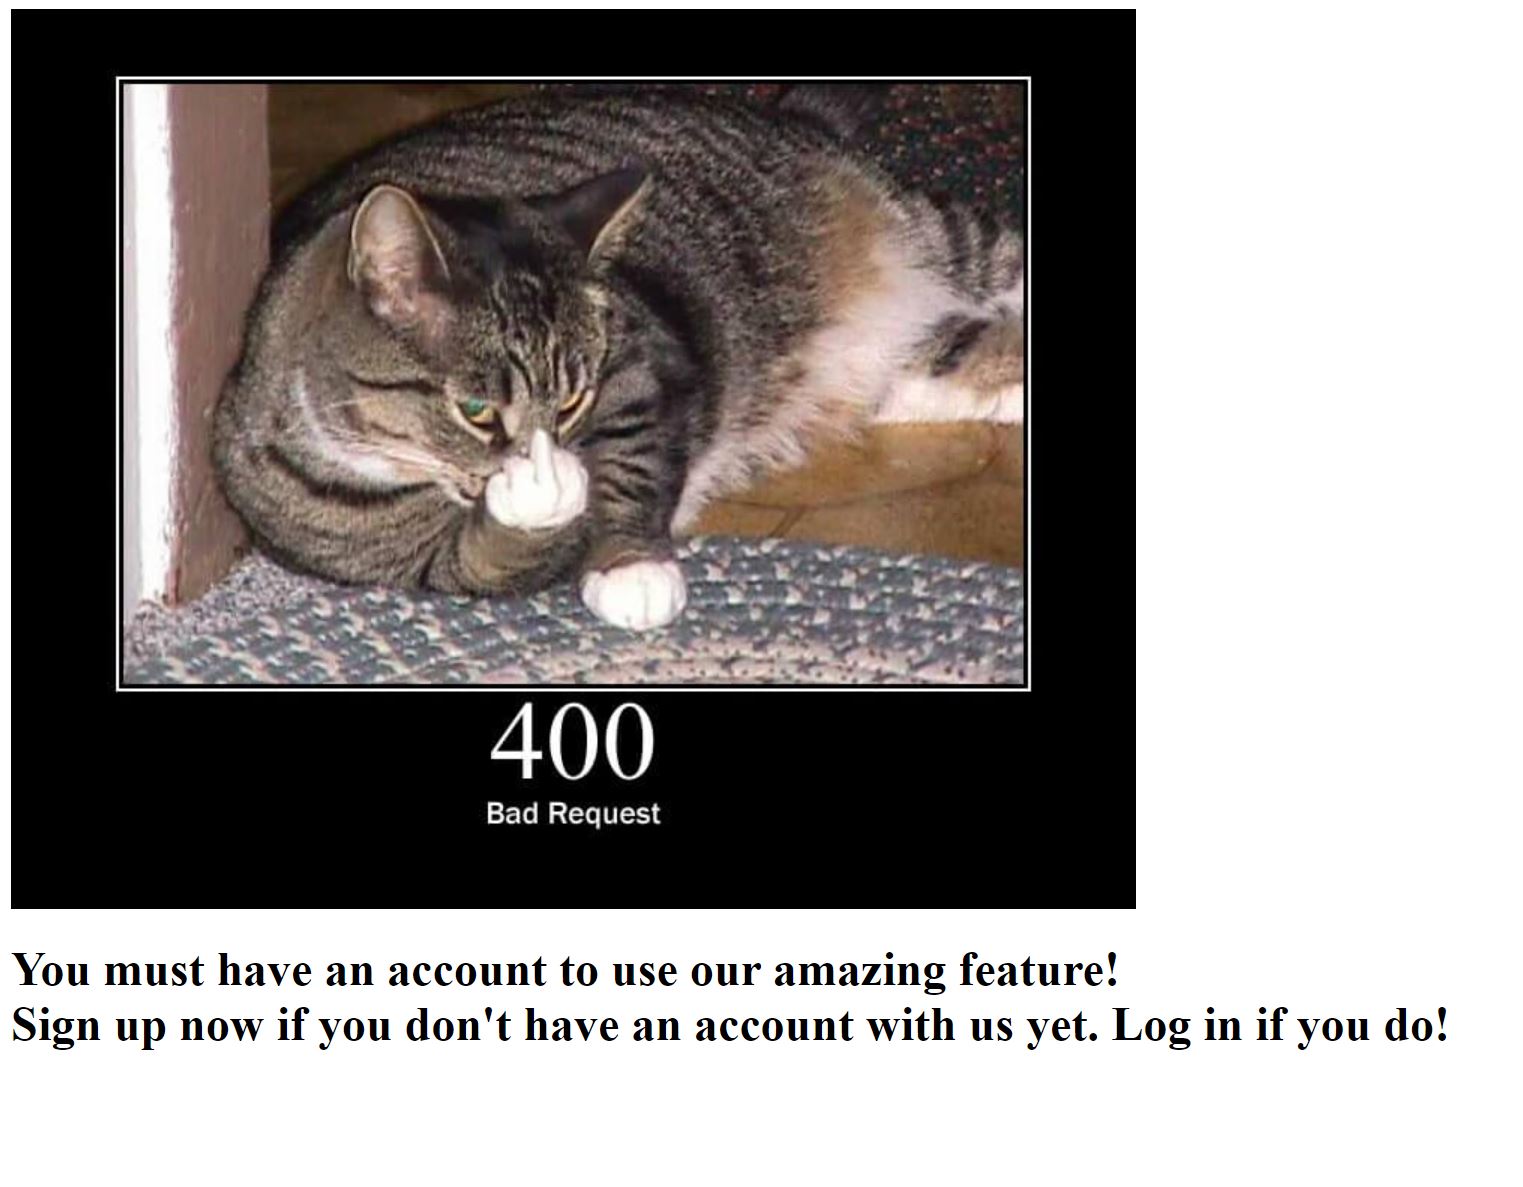 400
Bad Request
You must have an account to use our amazing feature!
Sign up now if you don't have an account with us yet. Log in if you do!